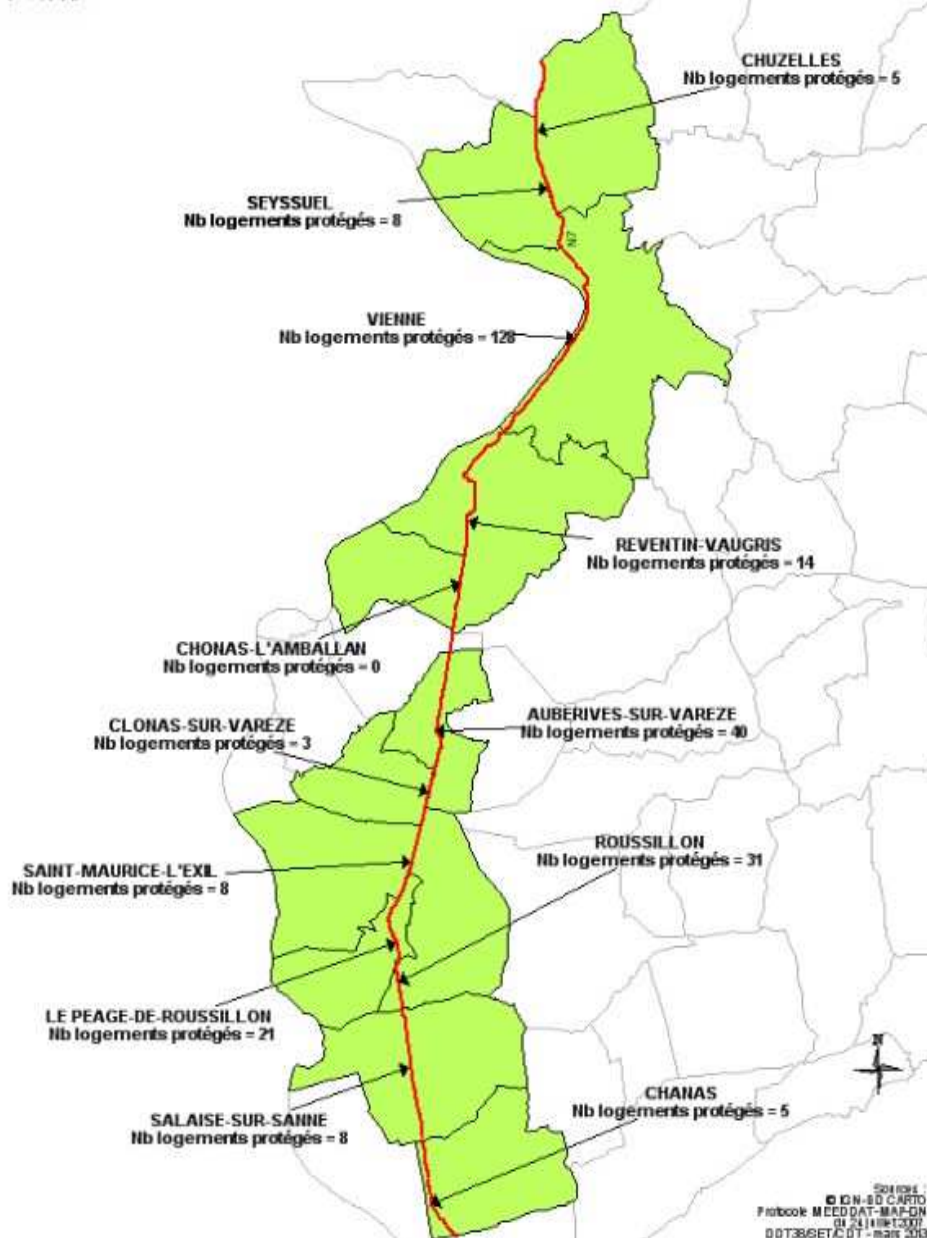 CHUZELLES
Nb logements protégés = 5
SEYSSUEL
Nb logements protégés = 8
N7
VIENNE
Nb logements protégés = 128
REVENTIN-VAUGRIS
Nb logements protégés = 14
CHONAS-L'AMBALLAN
Nb logements protégés = 0
CLONAS-SUR-VAREZE
Nb logements protégés = 3
AUBERIVES-SUR-VAREZE
Nb logements protégés = 40
ROUSSILLON
Nb logements protégés = 31
SAINT-MAURICE-L'EXIL
Nb logements protégés = 8
LE PEAGE-DE-ROUSSILLON
Nb logements protégés = 21
N
CHANAS
Nb logements protégés = 5
SALAISE-SUR-SANNE
Nb logements protégés = 8
Sources :
© IGN-BD CARTO
Protocole MEEDDAT-MAP-IGN
du 24 juillet 2007
DDT38/SET/CDT - mars 2013